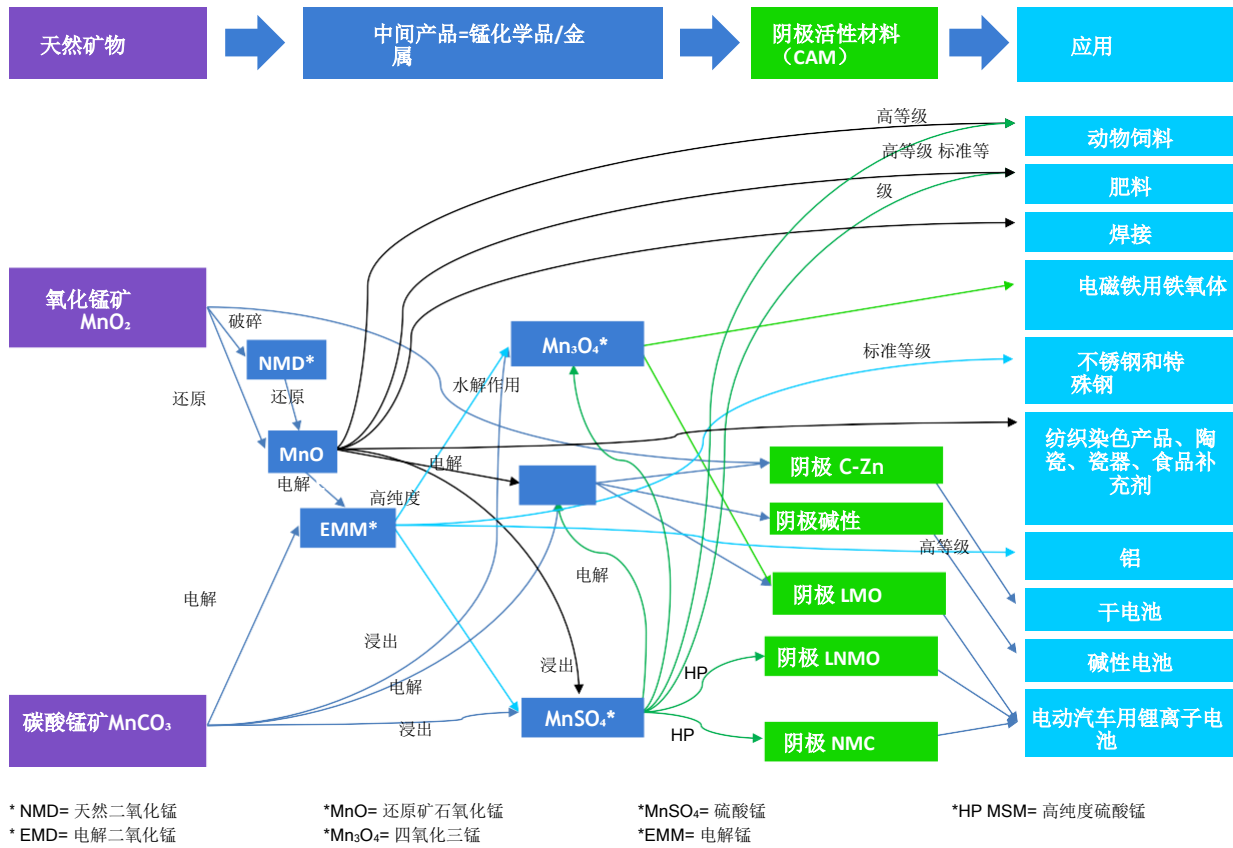 天然矿物
中间产品=锰化学品/金
属
阴极活性材料
（CAM）
应用
高等级
动物饲料
高等级 标准等
级
肥料
焊接
氧化锰矿
MnO₂
破碎
电磁铁用铁氧体
NMD*
Mn₃O₄*
标准等级
不锈钢和特
殊钢
还原
还原
水解作用
MnO
电解
纺织染色产品、陶
瓷、瓷器、食品补
充剂
阴极 C-Zn
电解
高纯度
EMM*
阴极碱性
高等级
铝
电解
电解
阴极 LMO
干电池
浸出
浸出
阴极 LNMO
碱性电池
HP
电解
碳酸锰矿MnCO₃
浸出
MnSO₄*
HP
阴极 NMC
电动汽车用锂离子电
池
* NMD= 天然二氧化锰
*MnO= 还原矿石氧化锰
*MnSO₄= 硫酸锰
*HP MSM= 高纯度硫酸锰
* EMD= 电解二氧化锰
*Mn₃O₄= 四氧化三锰
*EMM= 电解锰